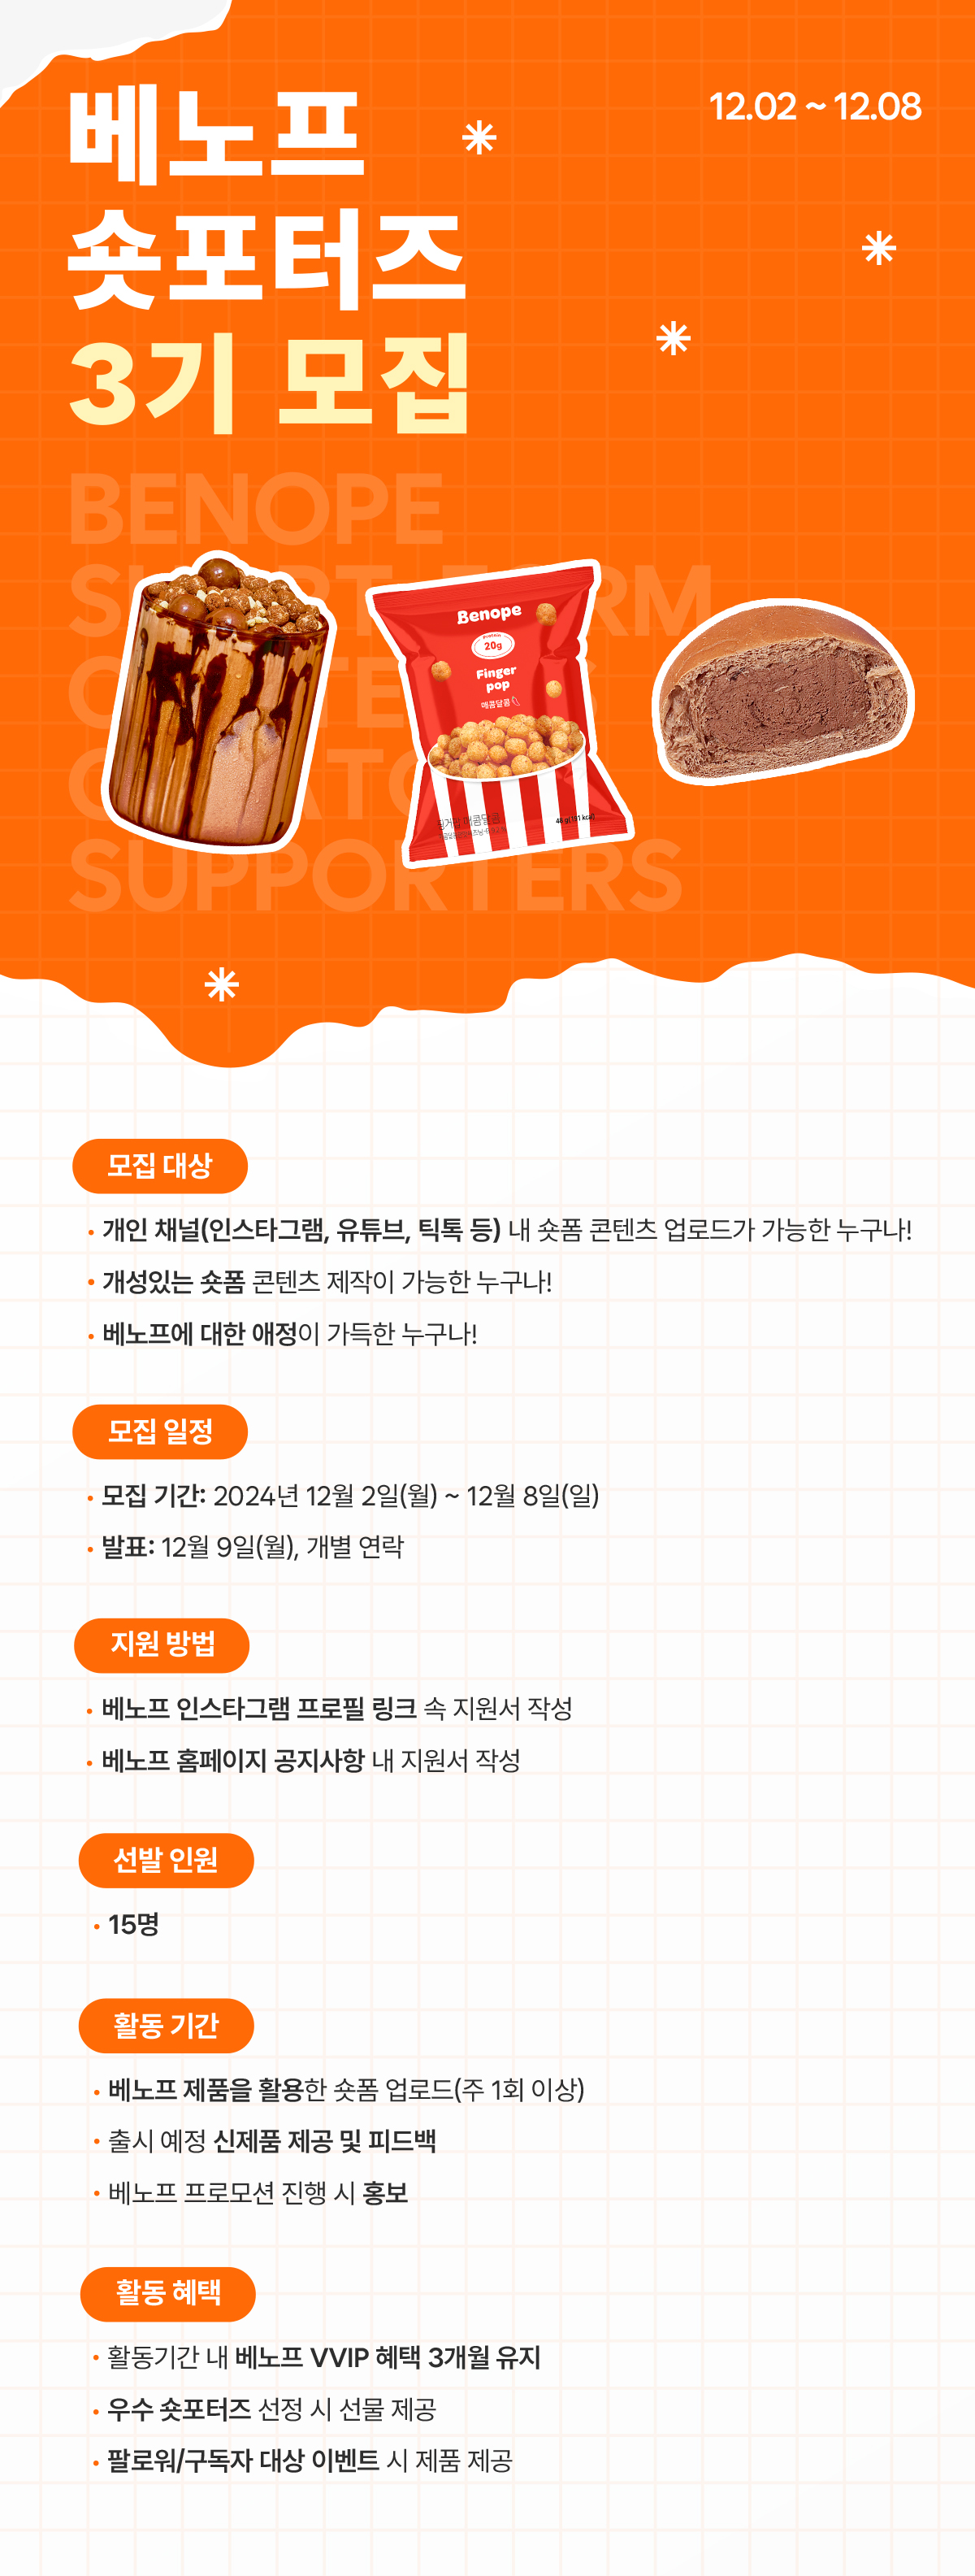 베노프
숏포터즈
3기 모집
12.02 ~ 12.08
BENOPE
SUPPORTERS
Benope
Protein
20g
Finger
pop
매콤달콤
모집 대상
• 개인 채널(인스타그램, 유튜브, 틱톡 등) 내 숏폼 콘텐츠 업로드가 가능한 누구나!
• 개성있는 숏폼 콘텐츠 제작이 가능한 누구나!
• 베노프에 대한 애정이 가득한 누구나!
모집 일정
• 모집 기간: 2024년 12월 2일(월) ~ 12월 8일(일)
• 발표: 12월 9일(월), 개별 연락
지원 방법
• 베노프 인스타그램 프로필 링크 속 지원서 작성
• 베노프 홈페이지 공지사항 내 지원서 작성
선발 인원
• 15명
활동 기간
• 베노프 제품을 활용한 숏폼 업로드(주 1회 이상)
• 출시 예정 신제품 제공 및 피드백
• 베노프 프로모션 진행 시 홍보
활동 혜택
• 활동기간 내 베노프 VVIP 혜택 3개월 유지
• 우수 숏포터즈 선정 시 선물 제공
• 팔로워/구독자 대상 이벤트 시 제품 제공